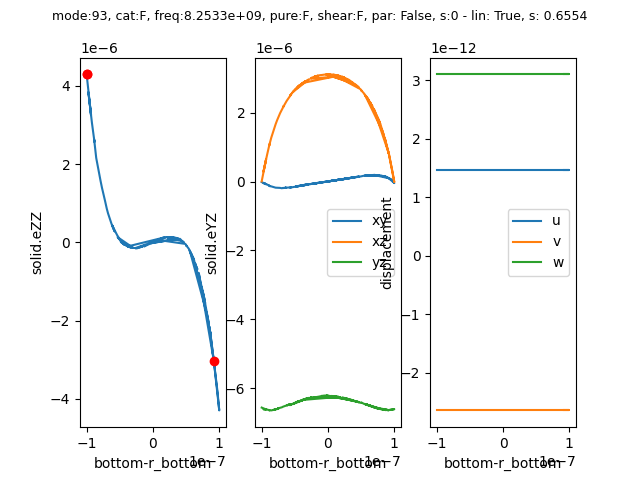 mode:93, cat:F, freq:8.2533e+09, pure:F, shear:F, par: False, s:0 - lin: True, s: 0.6554
1e−6
4
2
0
−2
−4
solid.eZZ
−1
0
1
1e−7
bottom-r_bottom
1e−6
2
0
−2
−4
−6
solid.eYZ
xy
xz
yz
−1
0
1
1e−7
bottom-r_bottom
1e−12
3
2
1
0
−1
−2
displacement
u
v
w
−1
0
1
1e−7
bottom-r_bottom